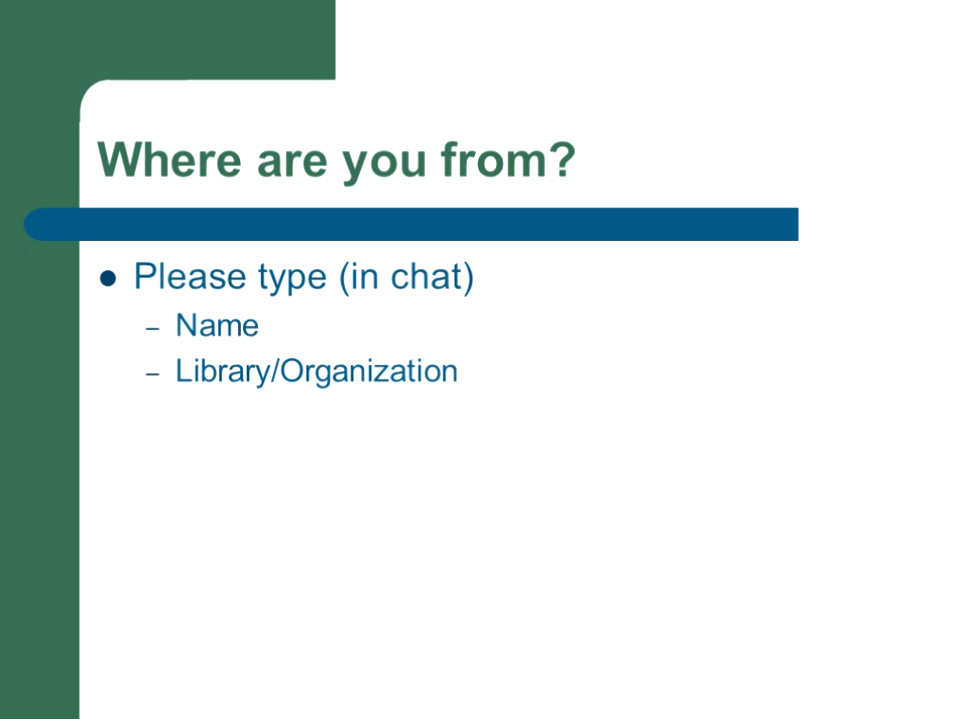 Where are you from?
● Please type (in chat)
– Name
– Library/Organization